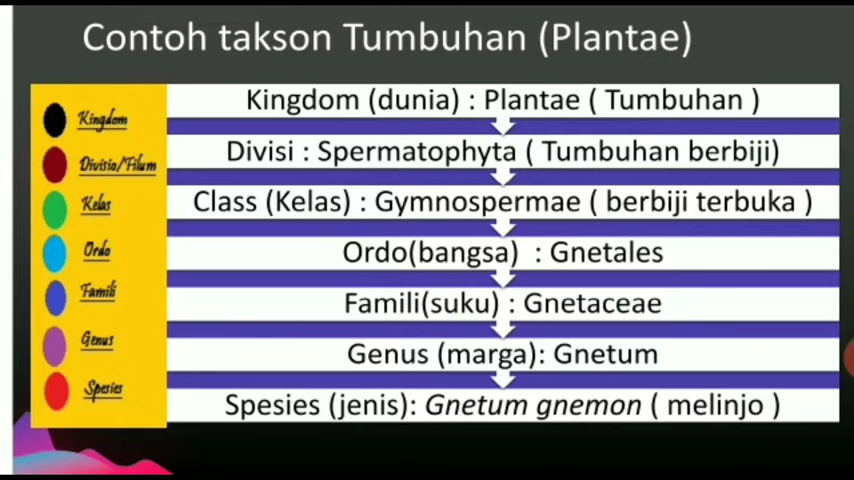 Contoh takson Tumbuhan (Plantae)
Kingdom
Divisio/Filum
Kelas
Ordo
Famili
Genus
Spesies
Kingdom (dunia) : Plantae ( Tumbuhan )
Divisi : Spermatophyta ( Tumbuhan berbiji)
Class (Kelas) : Gymnospermae ( berbiji terbuka )
Ordo(bangsa) : Gnetales
Famili(suku) : Gnetaceae
Genus (marga): Gnetum
Spesies (jenis): Gnetum gnemon ( melinjo )